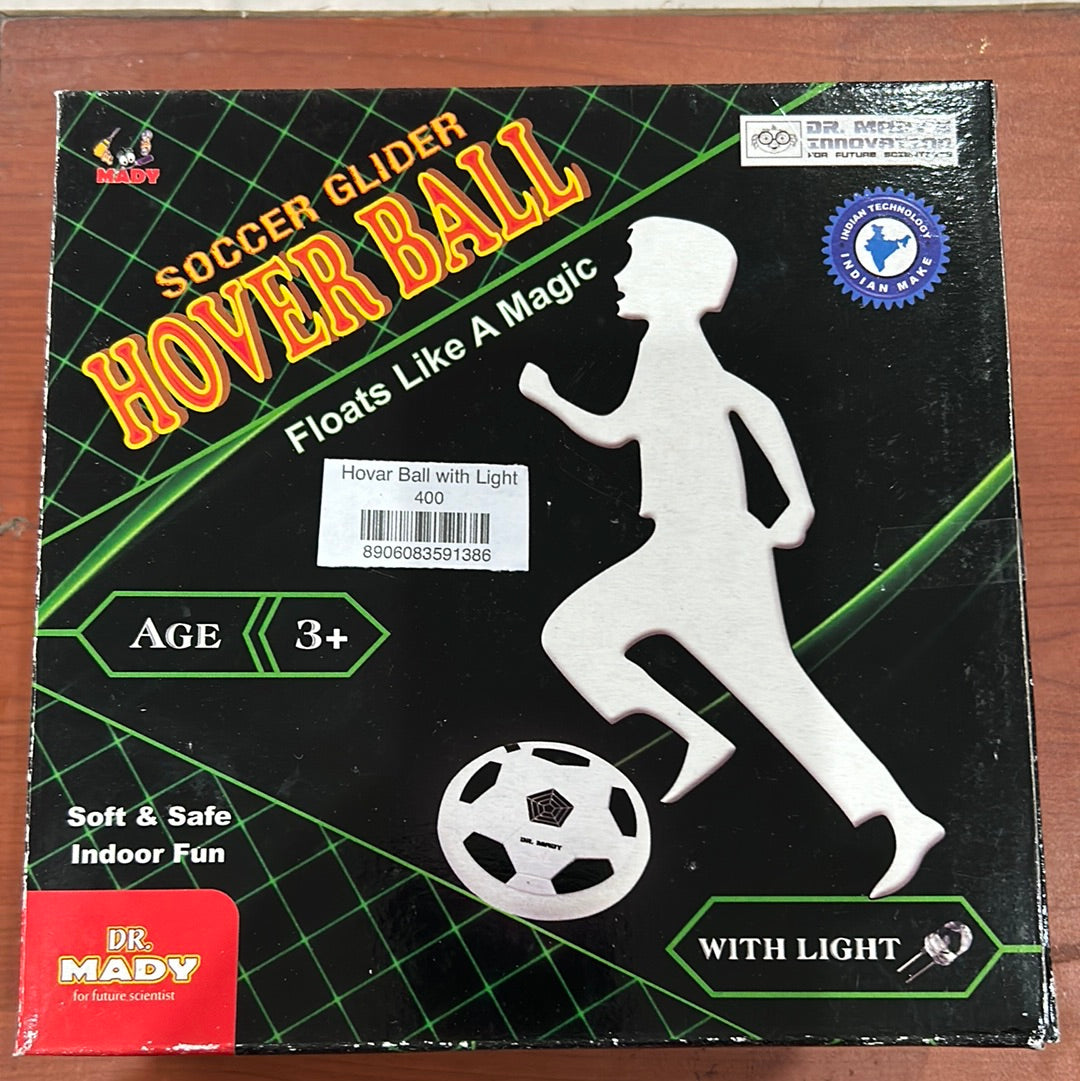 MADY
SOCCER GLIDER
HOVER BALL
Floats Like A Magic
DR. MADY'S
INNOVATION
FOR FUTURE SCIENTISTS
INDIAN TECHNOLOGY
INDIAN MAKE
Hovar Ball with Light
400
8906083591386
AGE 3+
DR. MADY
Soft & Safe
Indoor Fun
WITH LIGHT
DR.
MADY
for future scientist